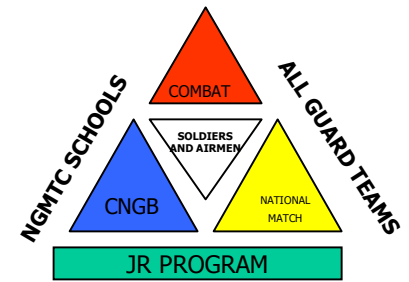 COMBAT
NGMTC SCHOOLS
ALL GUARD TEAMS
SOLDIERS
AND AIRMEN
CNGB
NATIONAL
MATCH
JR PROGRAM